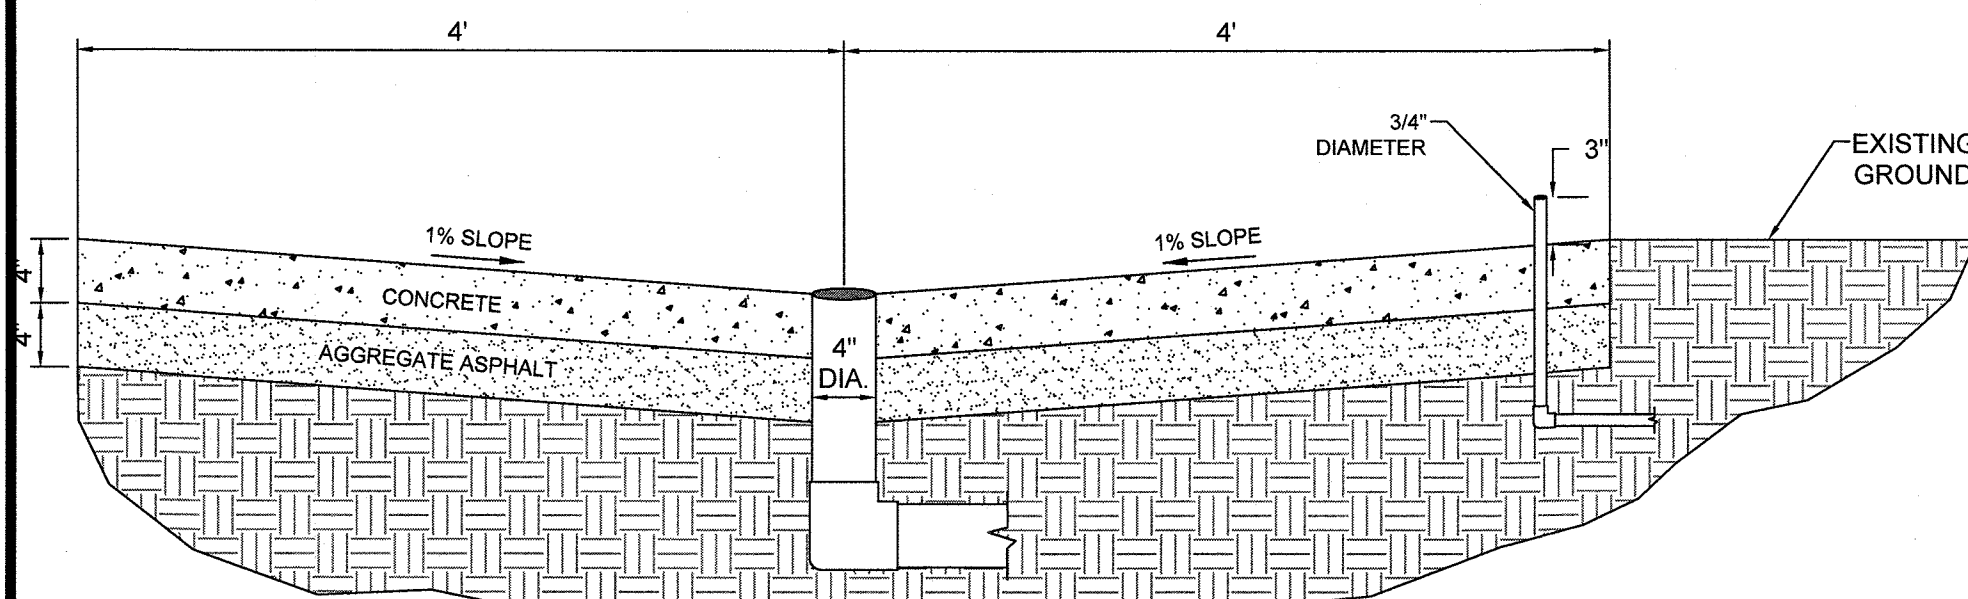 4'
4'
3/4"
DIAMETER
3"
EXISTING
GROUND
1% SLOPE
1% SLOPE
4"
CONCRETE
4"
AGGREGATE ASPHALT
4"
DIA.